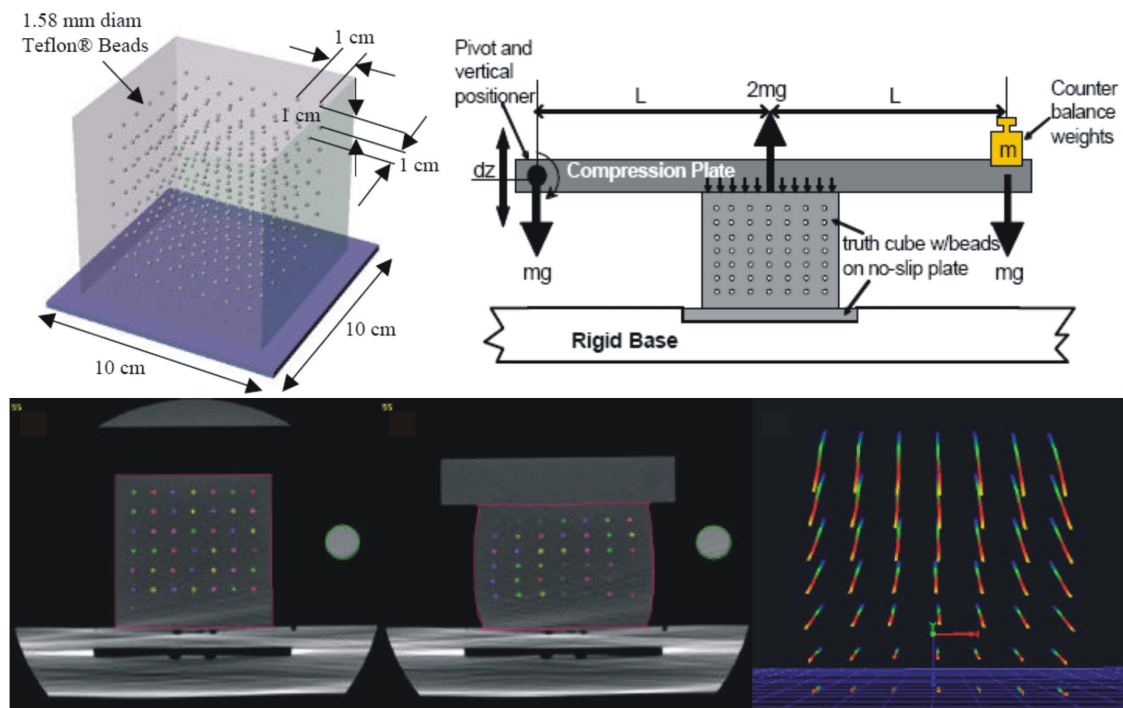 1.58 mm diam
Teflon® Beads
1 cm
1 cm
1 cm
10 cm
10 cm
Pivot and
vertical
positioner
L
2mg
L
Counter
balance
weights
m
dz
Compression Plate
truth cube w/beads
on no-slip plate
mg
mg
Rigid Base
Y